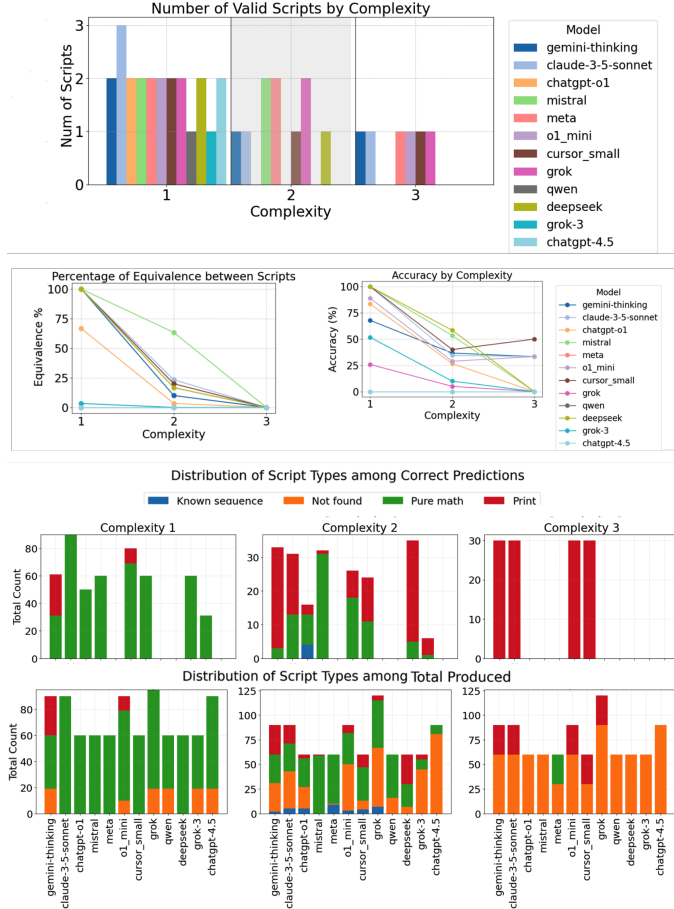 Number of Valid Scripts by Complexity
3
2
1
0
Num of Scripts
1
2
3
Complexity
Model
gemini-thinking
claude-3-5-sonnet
chatgpt-o1
mistral
meta
o1_mini
cursor_small
grok
qwen
deepseek
grok-3
chatgpt-4.5
Percentage of Equivalence between Scripts
100
75
50
25
0
Equivalence %
1
2
3
Complexity
Accuracy by Complexity
100
75
50
25
0
Accuracy (%)
1
2
3
Complexity
Model
gemini-thinking
claude-3-5-sonnet
chatgpt-o1
mistral
meta
o1_mini
cursor_small
grok
qwen
deepseek
grok-3
chatgpt-4.5
Distribution of Script Types among Correct Predictions
Known sequence
Not found
Pure math
Print
Complexity 1
80
60
40
20
0
Total Count
Complexity 2
30
20
10
0
Complexity 3
30
20
10
0
Distribution of Script Types among Total Produced
80
60
40
20
0
Total Count
gemini-thinking
claude-3-5-sonnet
chatgpt-o1
mistral
meta
o1_mini
cursor_small
grok
qwen
deepseek
grok-3
chatgpt-4.5
125
100
75
50
25
0
gemini-thinking
claude-3-5-sonnet
chatgpt-o1
mistral
meta
o1_mini
cursor_small
grok
qwen
deepseek
grok-3
chatgpt-4.5
125
100
75
50
25
0
gemini-thinking
claude-3-5-sonnet
chatgpt-o1
mistral
meta
o1_mini
cursor_small
grok
qwen
deepseek
grok-3
chatgpt-4.5